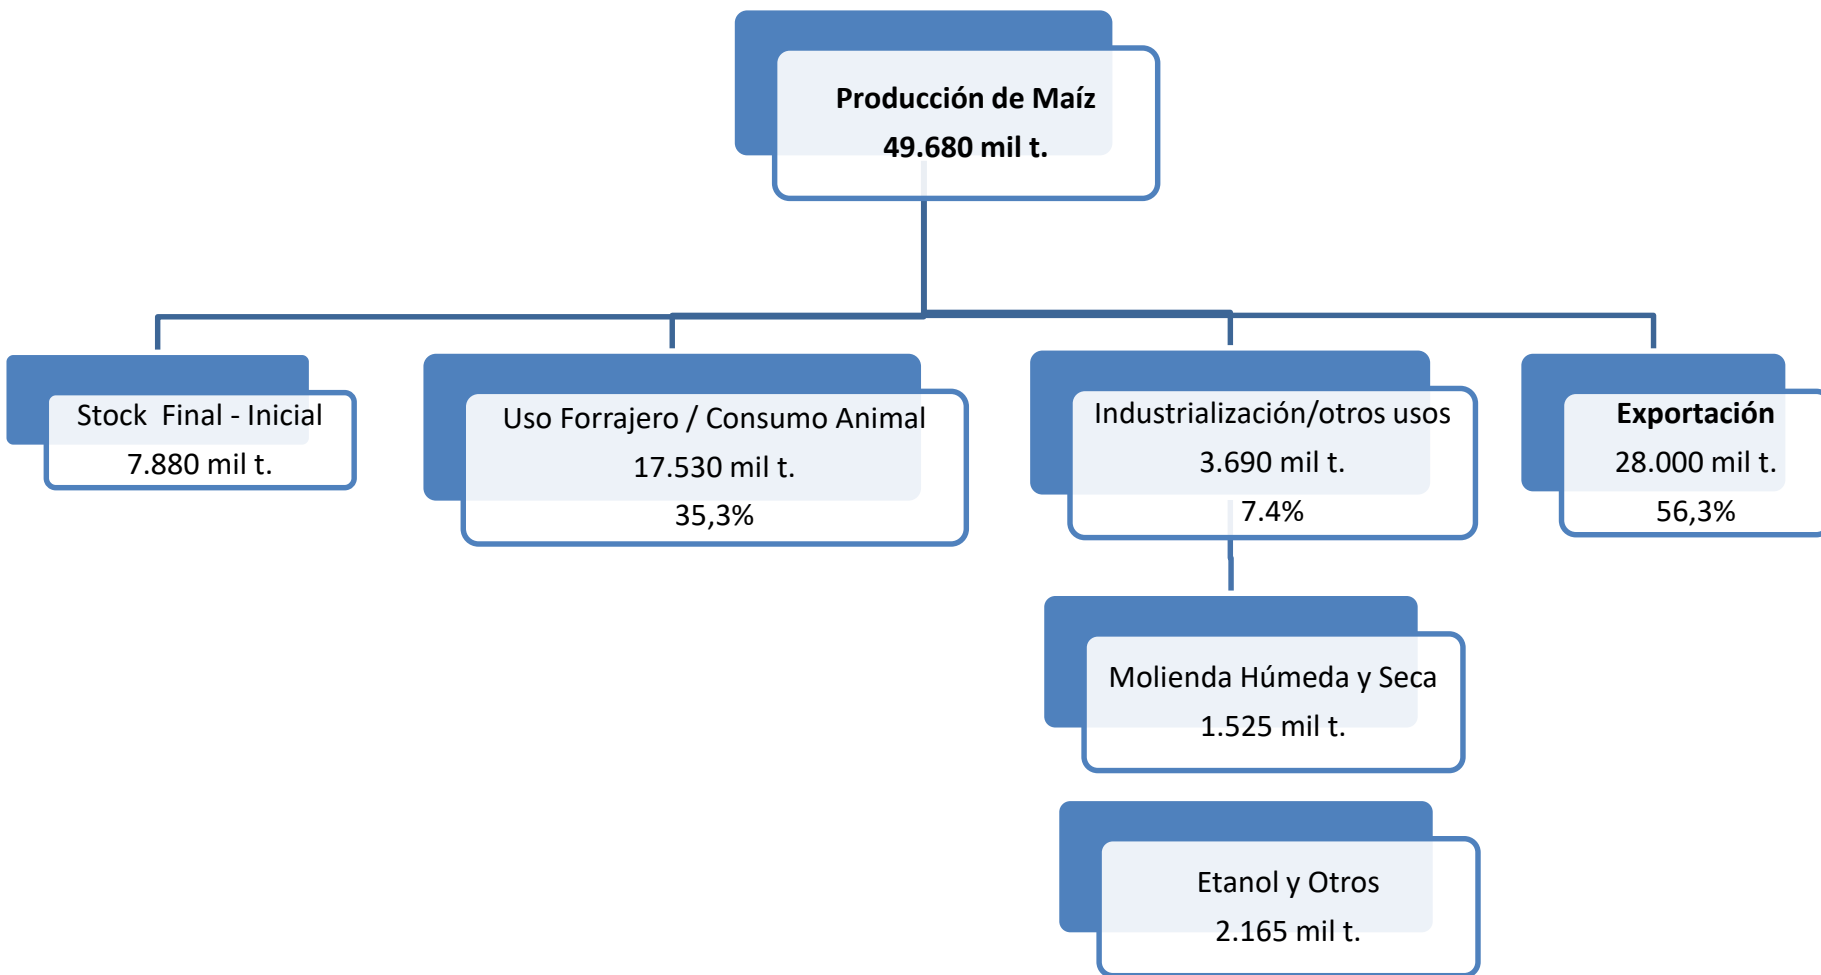 Producción de Maíz
49.680 mil t.
Stock Final - Inicial
7.880 mil t.
Uso Forrajero / Consumo Animal
17.530 mil t.
35,3%
Industrialización/otros usos
3.690 mil t.
7.4%
Exportación
28.000 mil t.
56,3%
Molienda Húmeda y Seca
1.525 mil t.
Etanol y Otros
2.165 mil t.